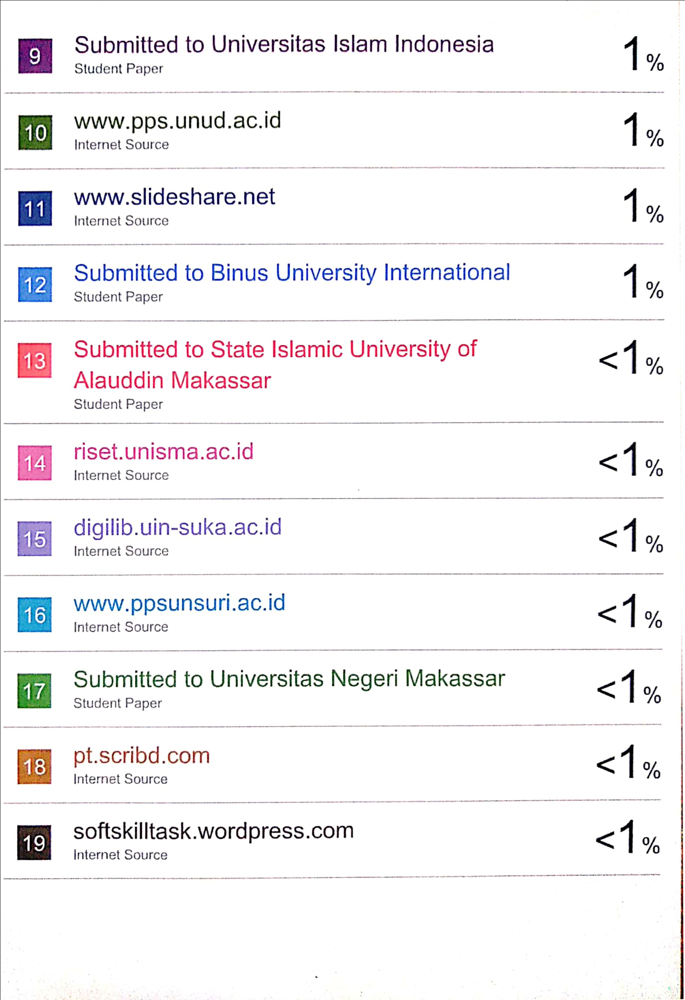 9 Submitted to Universitas Islam Indonesia 1%
Student Paper
10 www.pps.unud.ac.id 1%
Internet Source
11 www.slideshare.net 1%
Internet Source
12 Submitted to Binus University International 1%
Student Paper
13 Submitted to State Islamic University of <1%
Alauddin Makassar
Student Paper
14 riset.unisma.ac.id <1%
Internet Source
15 digilib.uin-suka.ac.id <1%
Internet Source
16 www.ppsunsuri.ac.id <1%
Internet Source
17 Submitted to Universitas Negeri Makassar <1%
Student Paper
18 pt.scribd.com <1%
Internet Source
19 softskilltask.wordpress.com <1%
Internet Source